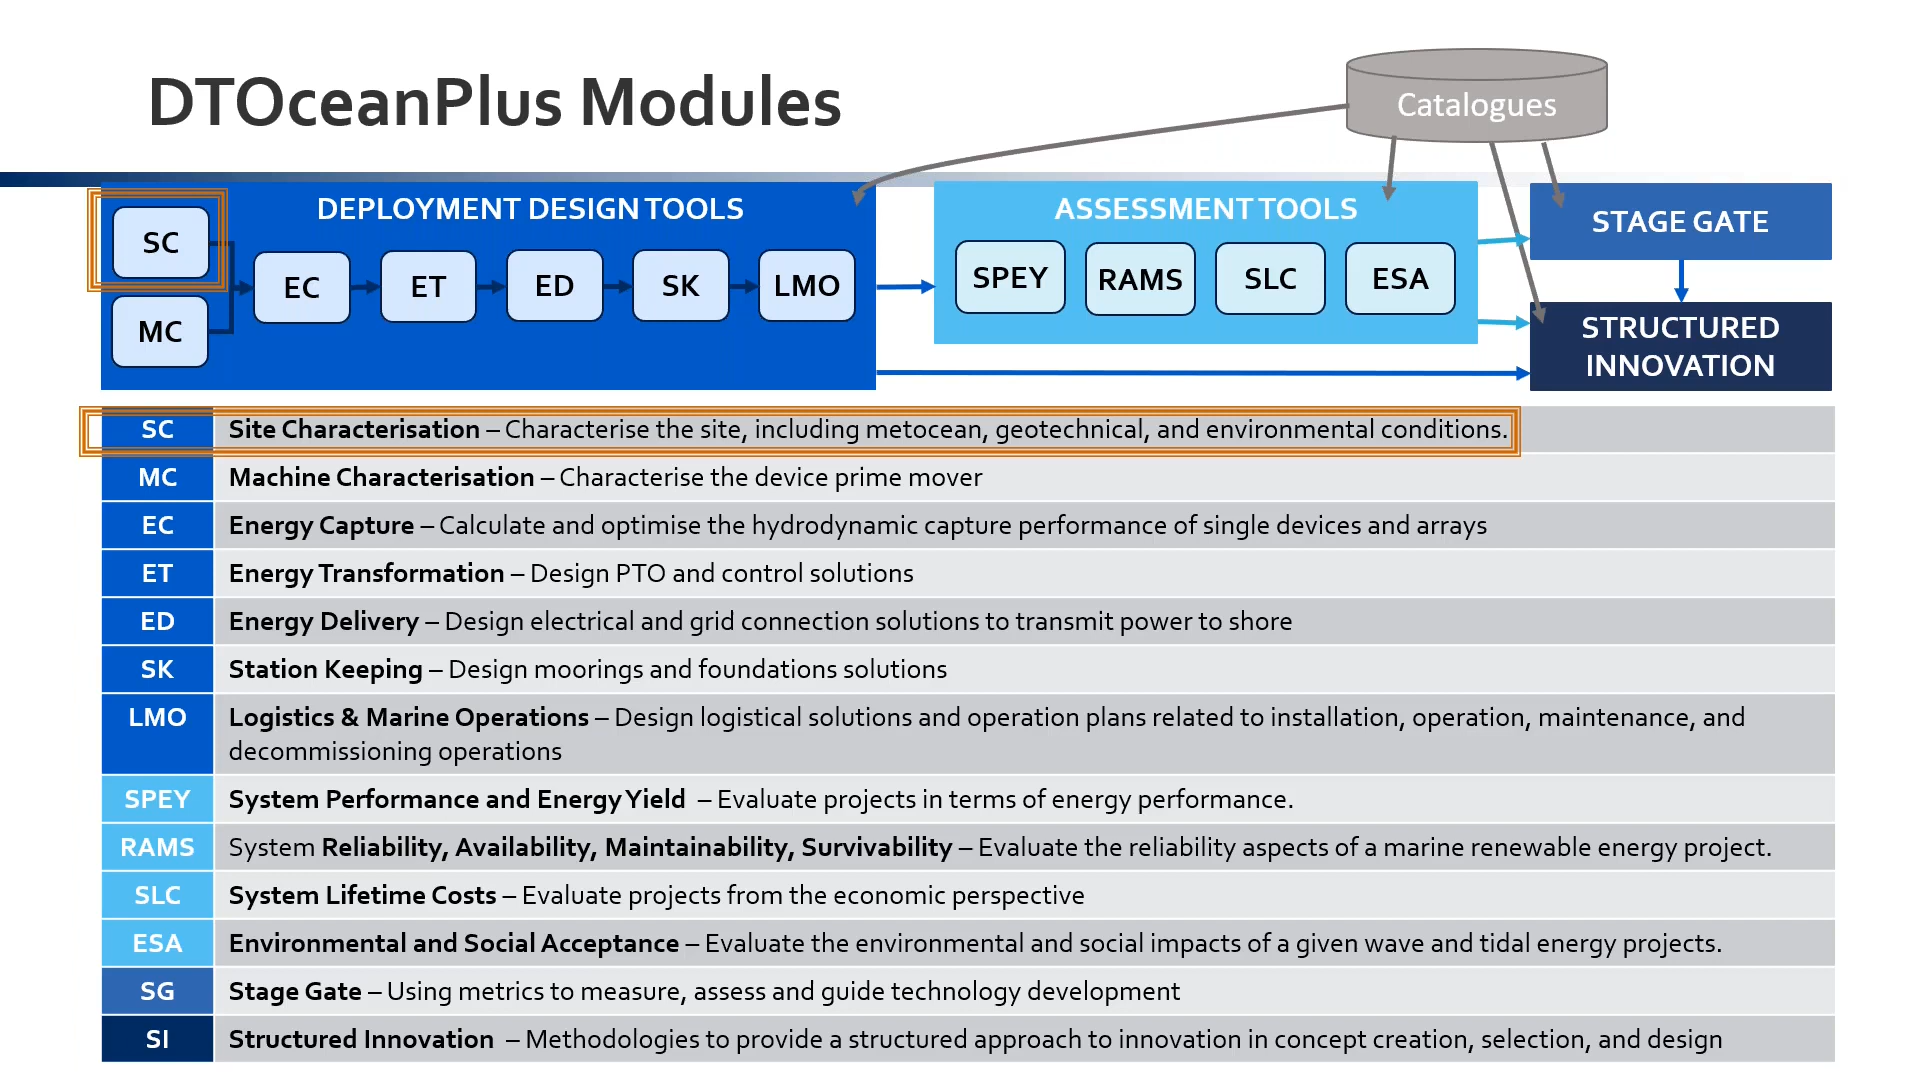 DTOceanPlus Modules
Catalogues
DEPLOYMENT DESIGN TOOLS
SC
MC
EC
ET
ED
SK
LMO
ASSESSMENT TOOLS
SPEY
RAMS
SLC
ESA
STAGE GATE
STRUCTURED
INNOVATION
SC Site Characterisation – Characterise the site, including metocean, geotechnical, and environmental conditions.
MC Machine Characterisation – Characterise the device prime mover
EC Energy Capture – Calculate and optimise the hydrodynamic capture performance of single devices and arrays
ET Energy Transformation – Design PTO and control solutions
ED Energy Delivery – Design electrical and grid connection solutions to transmit power to shore
SK Station Keeping – Design moorings and foundations solutions
LMO Logistics & Marine Operations – Design logistical solutions and operation plans related to installation, operation, maintenance, and
decommissioning operations
SPEY System Performance and Energy Yield – Evaluate projects in terms of energy performance.
RAMS System Reliability, Availability, Maintainability, Survivability – Evaluate the reliability aspects of a marine renewable energy project.
SLC System Lifetime Costs – Evaluate projects from the economic perspective
ESA Environmental and Social Acceptance – Evaluate the environmental and social impacts of a given wave and tidal energy projects.
SG Stage Gate – Using metrics to measure, assess and guide technology development
SI Structured Innovation – Methodologies to provide a structured approach to innovation in concept creation, selection, and design